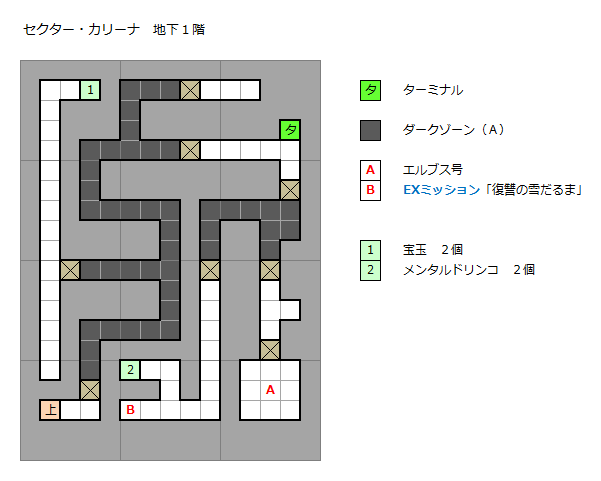 セクター・カリーナ 地下１階
1
タ
タ ターミナル
ダークゾーン（A）
A エルプス号
B EXミッション「復讐の雲だるま」
1 宝玉 ２個
2 メンタルドリンコ ２個
2
A
上
B